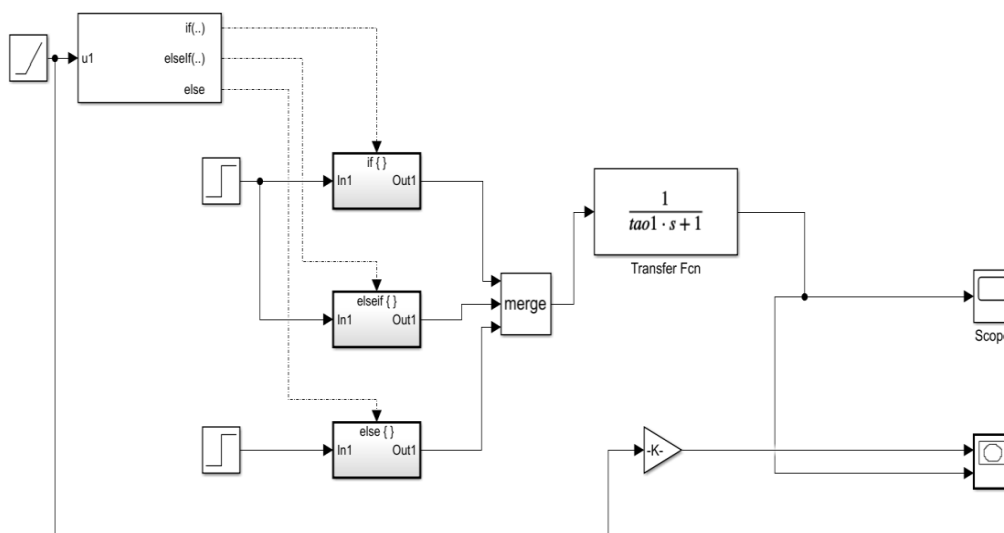 if(..)
u1
elseif(..)
else
if { }
In1
Out1
1
tao1 · s + 1
Transfer Fcn
elseif { }
In1
Out1
merge
Scope
else { }
In1
Out1
-K-